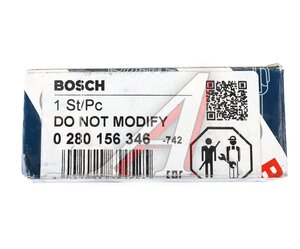 BOSCH
1 St/Pc
DO NOT MODIFY
0 280 156 346 -742
EAC